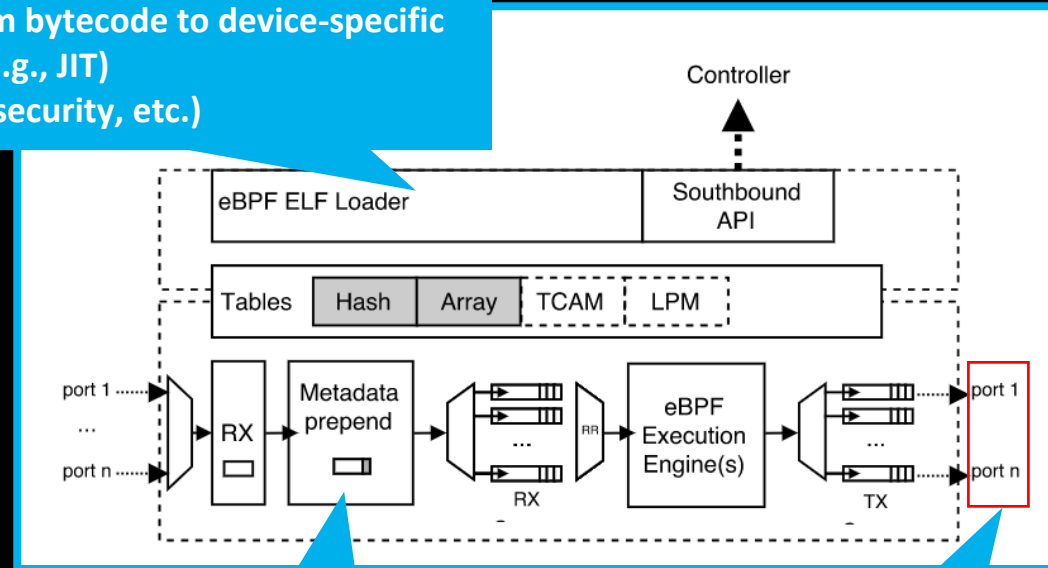 m bytecode to device-specific
.g., JIT)
security, etc.)
Controller
eBPF ELF Loader
Southbound
API
Tables
Hash
Array
TCAM
LPM
port 1
...
port n
RX
Metadata
prepend
...
RX
RR
eBPF
Execution
Engine(s)
...
TX
port 1
...
port n